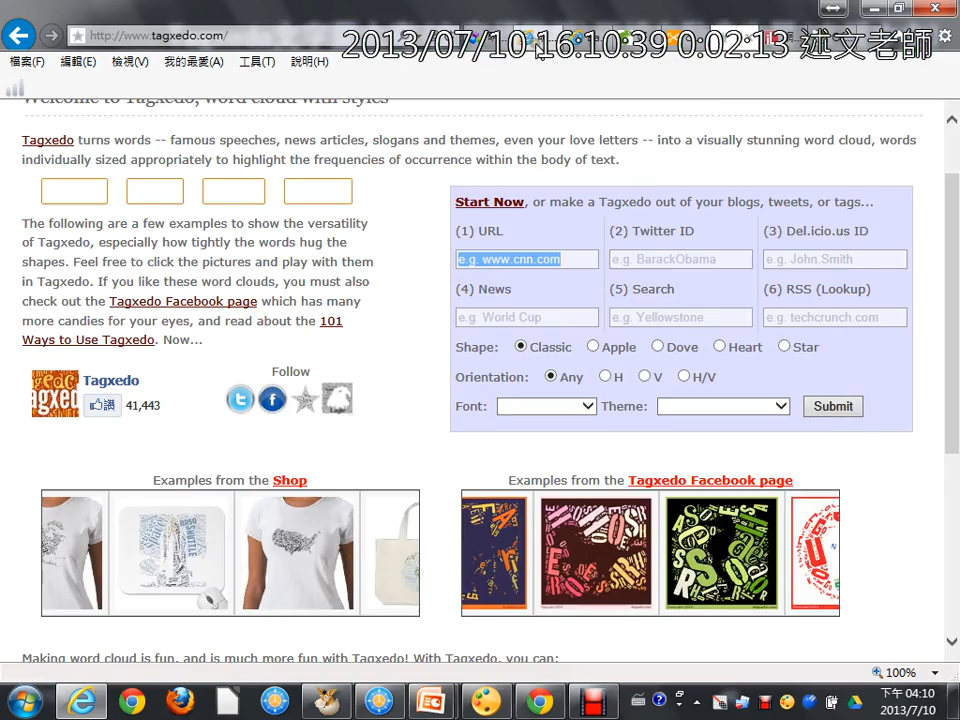 http://www.tagxedo.com/
2013/07/10 16:10:39 0:02:13 述文老師
檔案(F) 編輯(E) 檢視(V) 我的最愛(A) 工具(T) 說明(H)
Welcome to Tagxedo, word cloud with styles
Tagxedo turns words -- famous speeches, news articles, slogans and themes, even your love letters -- into a visually stunning word cloud, words
individually sized appropriately to highlight the frequencies of occurrence within the body of text.
The following are a few examples to show the versatility
of Tagxedo, especially how tightly the words hug the
shapes. Feel free to click the pictures and play with them
in Tagxedo. If you like these word clouds, you must also
check out the Tagxedo Facebook page which has many
more candies for your eyes, and read about the 101
Ways to Use Tagxedo. Now...
Tagxedo
讚 41,443
Follow
Start Now, or make a Tagxedo out of your blogs, tweets, or tags...
(1) URL (2) Twitter ID (3) Del.icio.us ID
e.g. www.cnn.com e.g. BarackObama e.g. John.Smith
(4) News (5) Search (6) RSS (Lookup)
e.g. World Cup e.g. Yellowstone e.g. techcrunch.com
Shape: Classic Apple Dove Heart Star
Orientation: Any H V H/V
Font: Theme: Submit
Examples from the Shop
Examples from the Tagxedo Facebook page
Making word cloud is fun, and is much more fun with Tagxedo! With Tagxedo, you can:
100%
下午 04:10
2013/7/10